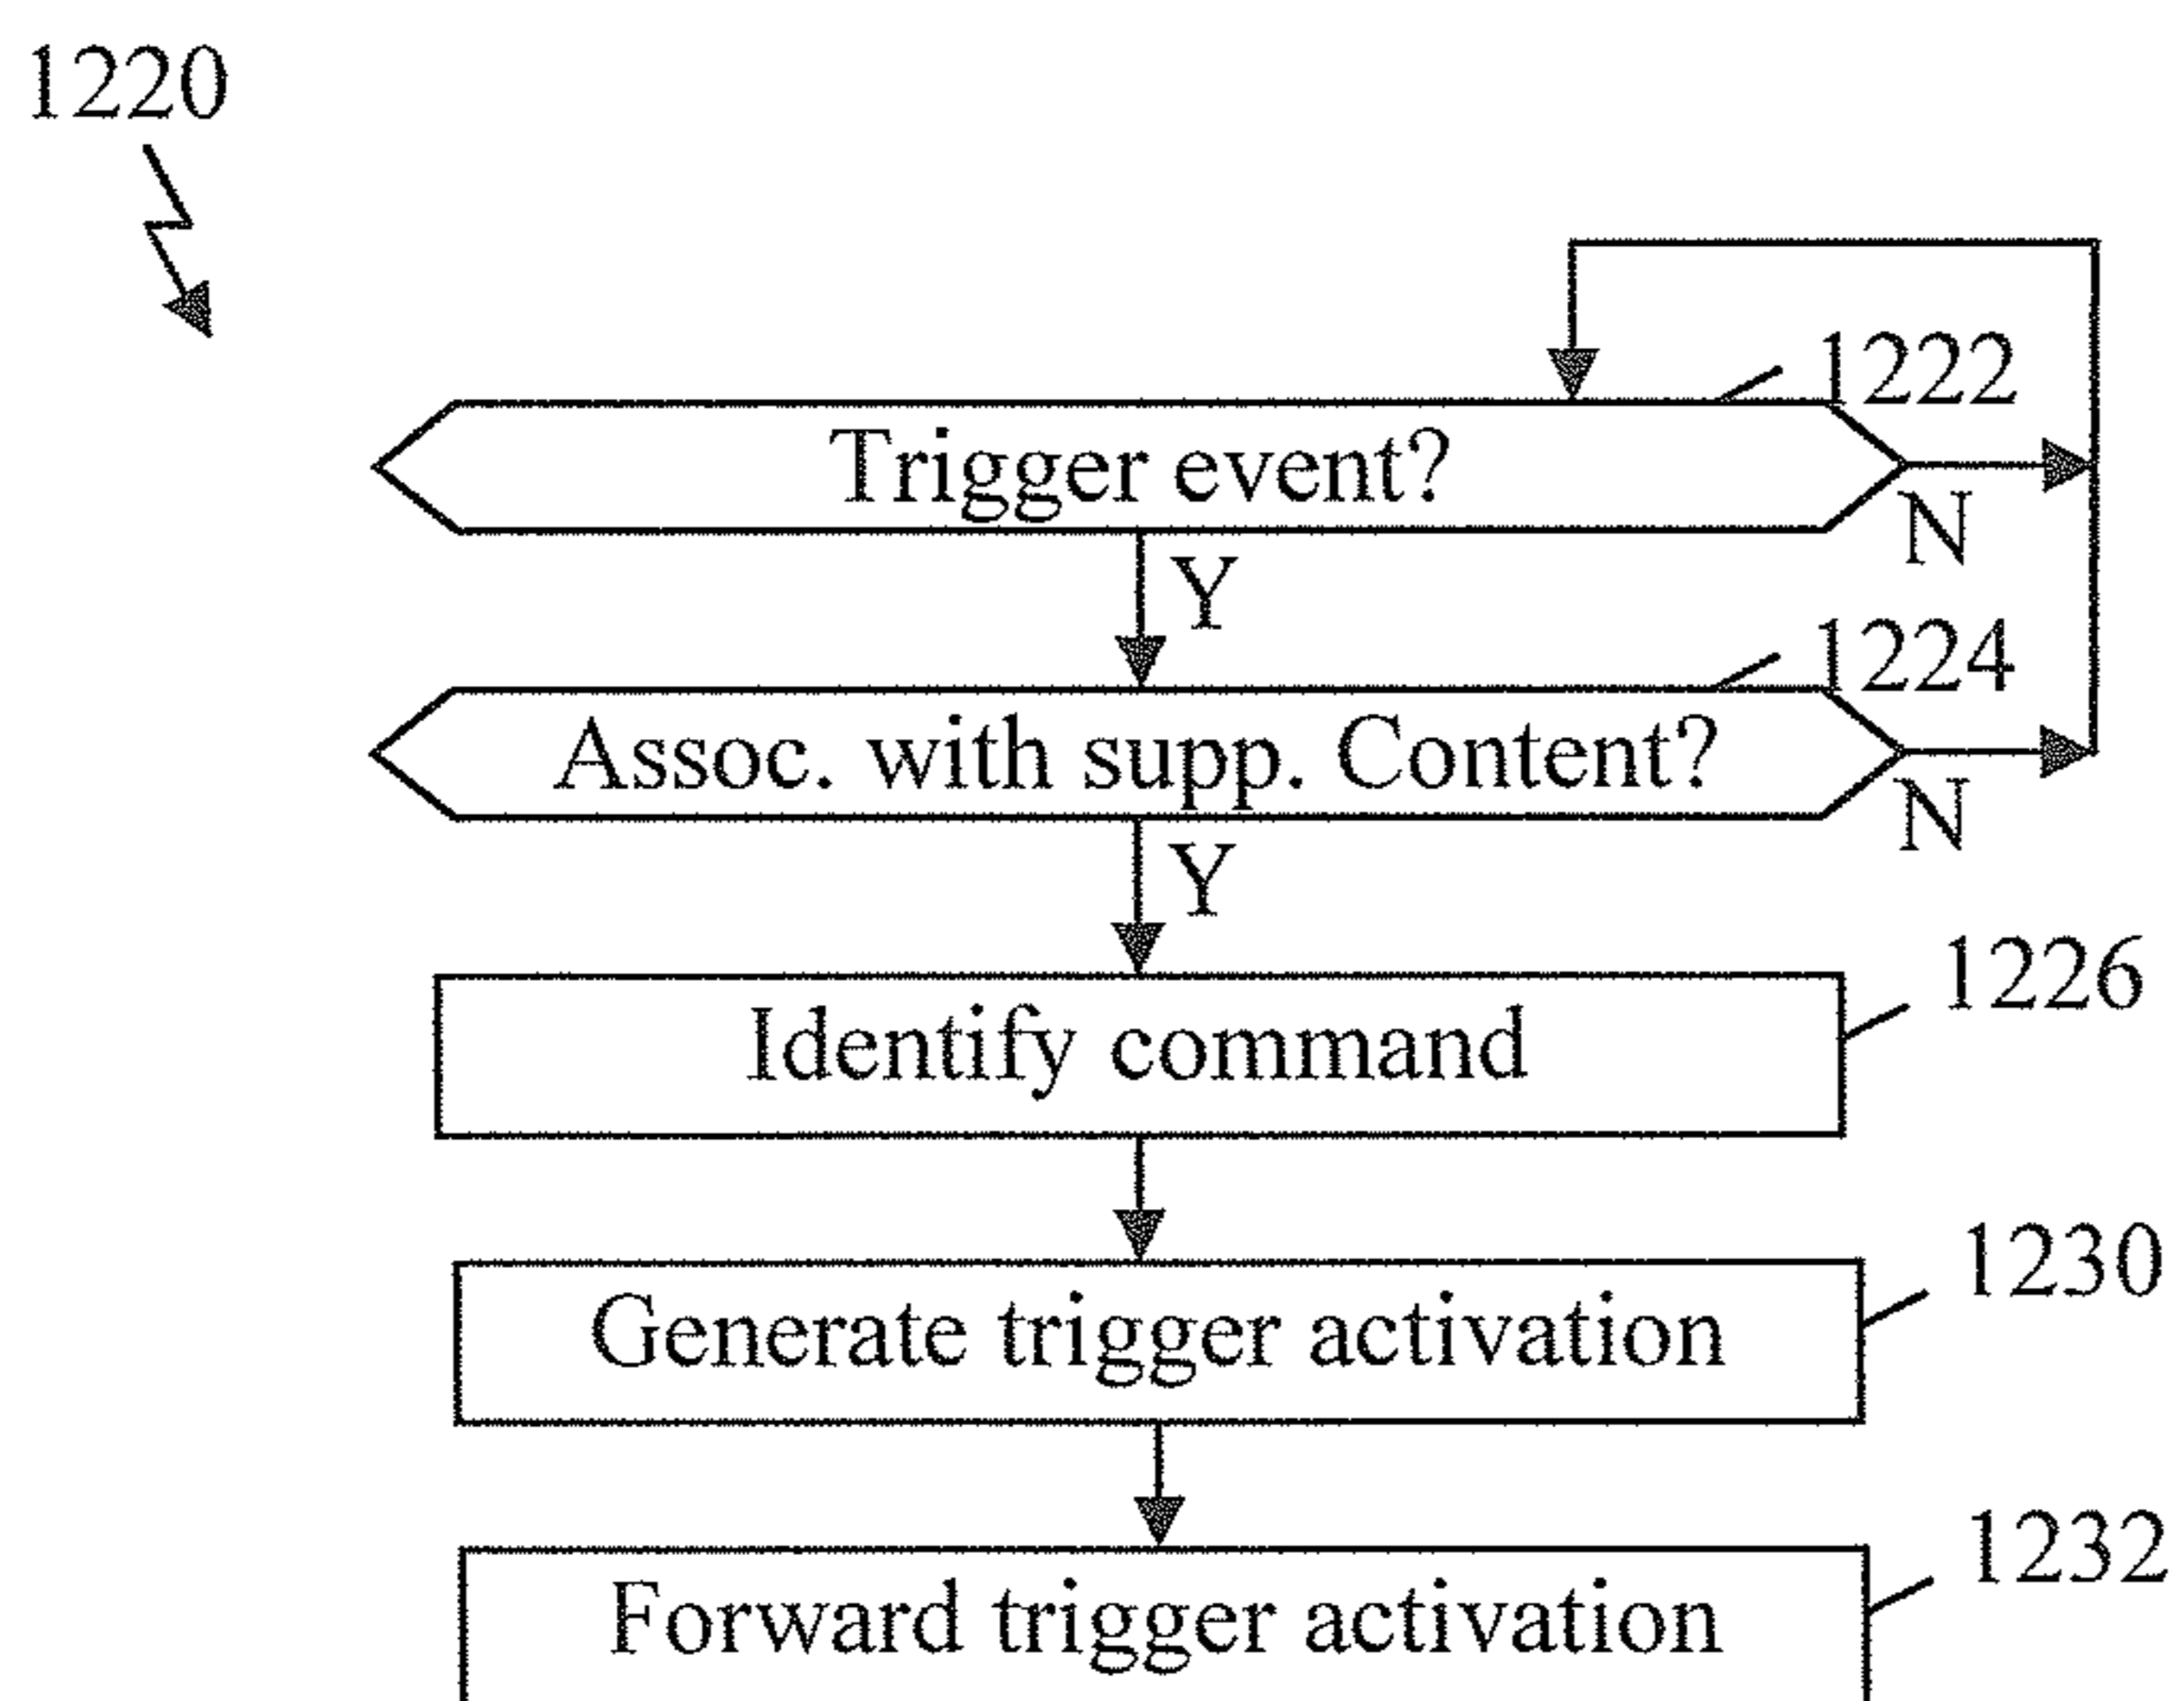 1220
1222
Trigger event?
N
Y
1224
Assoc. with supp. Content?
N
Y
1226
Identify command
1230
Generate trigger activation
1232
Forward trigger activation